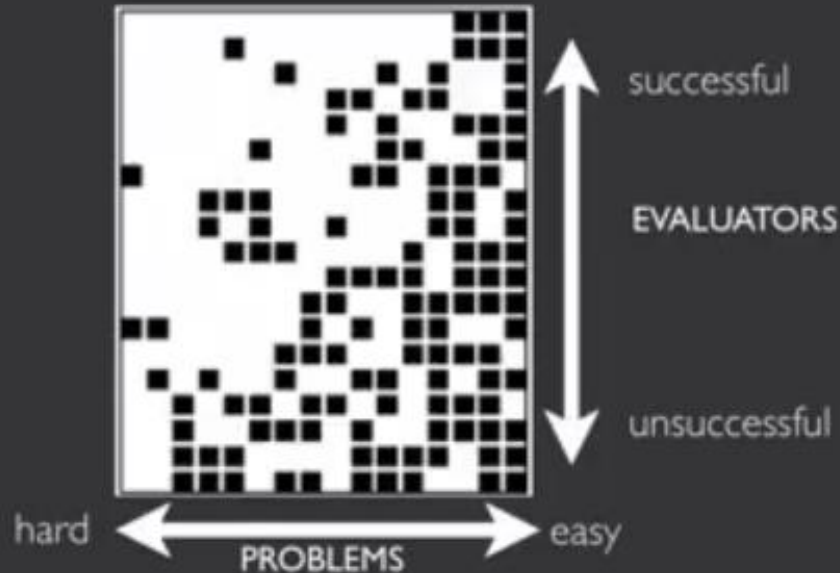 successful
EVALUATORS
unsuccessful
hard
easy
PROBLEMS